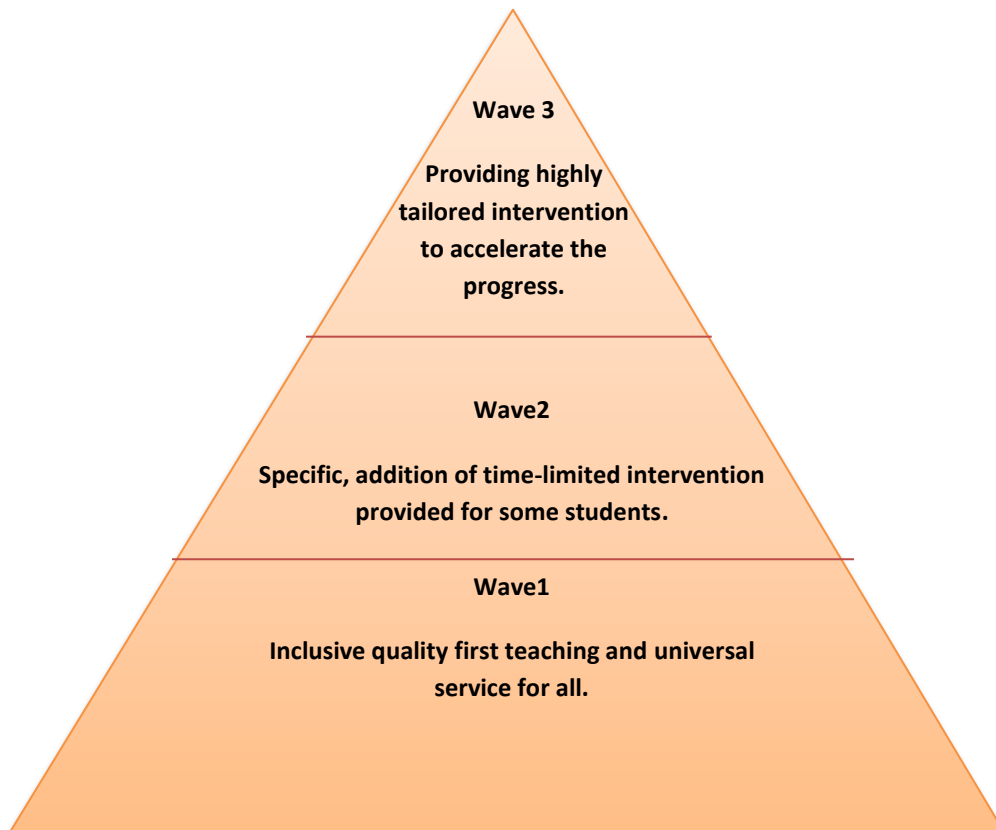 Wave 3
Providing highly
tailored intervention
to accelerate the
progress.
Wave2
Specific, addition of time-limited intervention
provided for some students.
Wave1
Inclusive quality first teaching and universal
service for all.